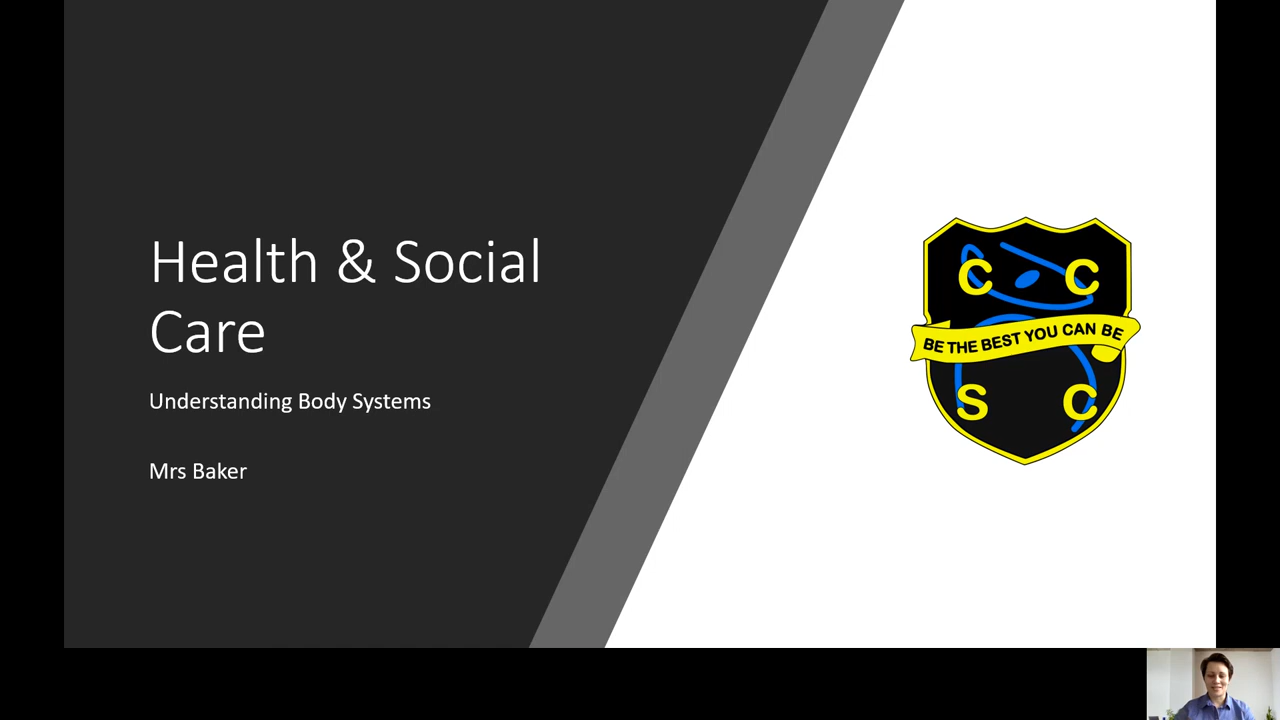 Health & Social
Care
Understanding Body Systems
Mrs Baker
C C
BE THE BEST YOU CAN BE
S C